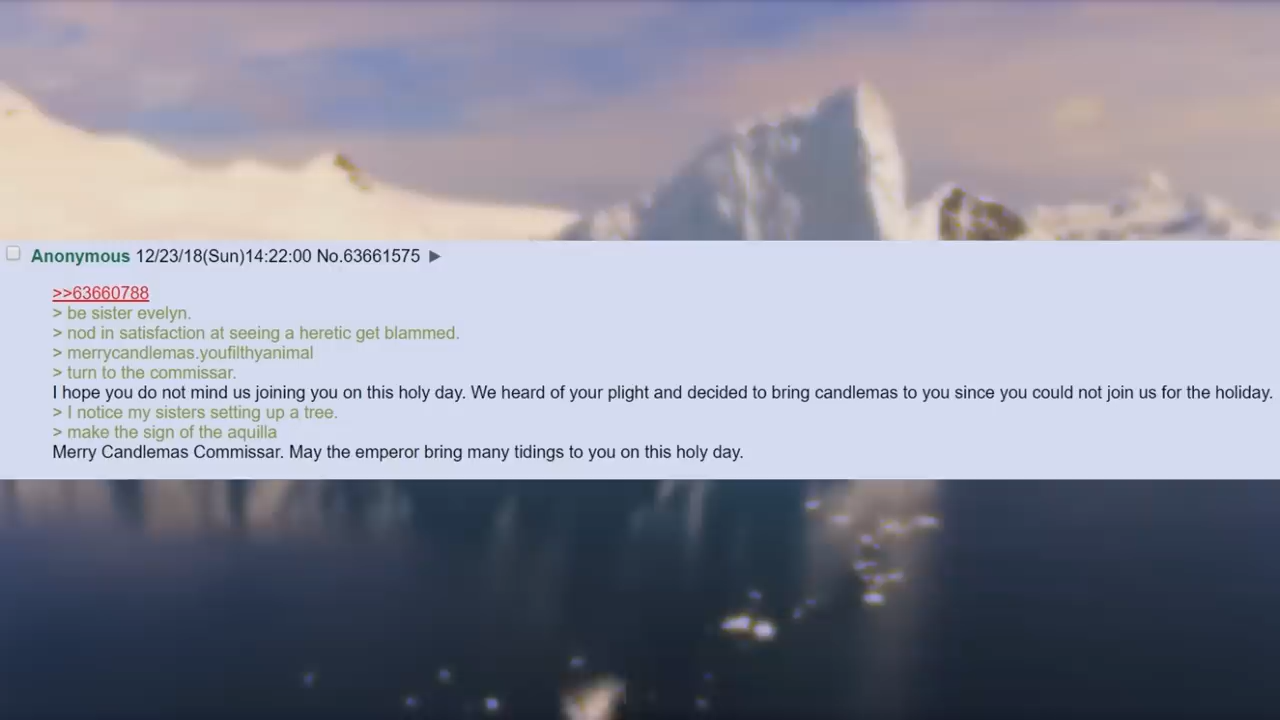 Anonymous 12/23/18(Sun)14:22:00 No.63661575 ▶
>>63660788
> be sister evelyn.
> nod in satisfaction at seeing a heretic get blammed.
> merrycandlemas.youfilthyanimal
> turn to the commissar.
I hope you do not mind us joining you on this holy day. We heard of your plight and decided to bring candlemas to you since you could not join us for the holiday.
> I notice my sisters setting up a tree.
> make the sign of the aquilla
Merry Candlemas Commissar. May the emperor bring many tidings to you on this holy day.